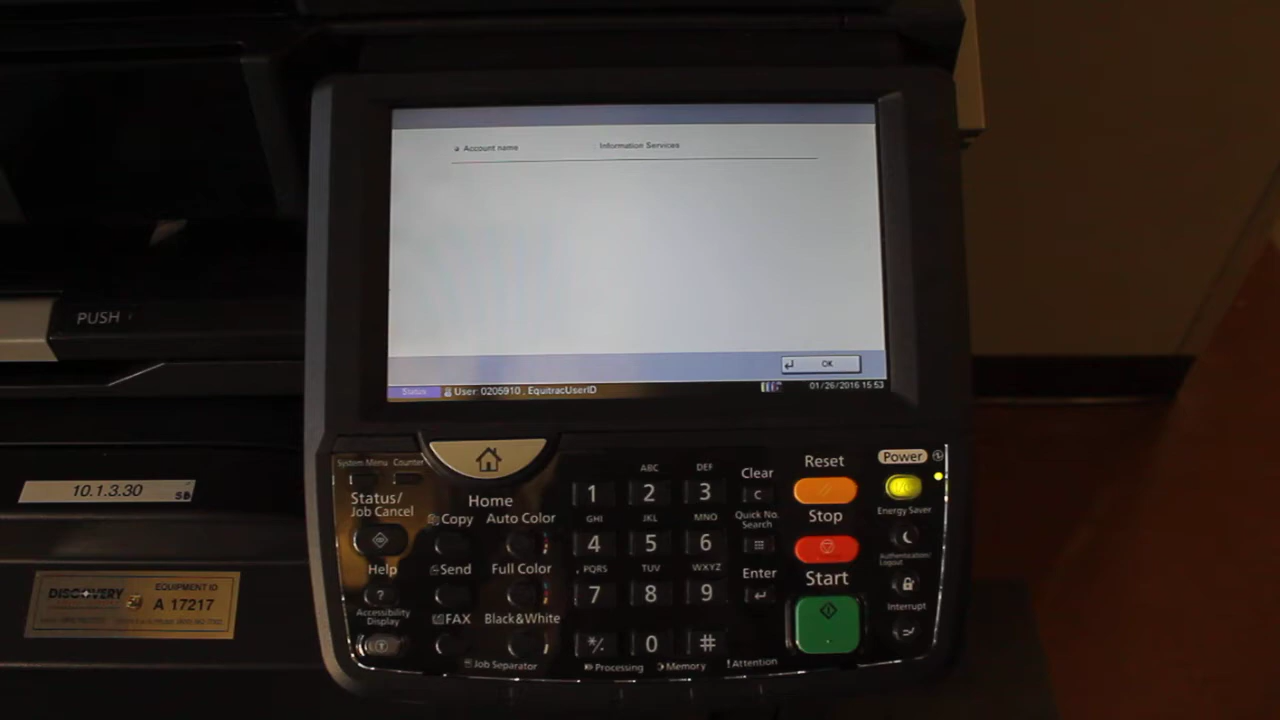 Account name : Information Services
OK
Status User: 0205910 , EquitracUserID 01/26/2016 15:53
PUSH
10.1.3.30 SB
DISCOVERY
EQUIPMENT ID
A 17217
System Menu Counter
Status/
Job Cancel
Help
Accessibility
Display
Home
Copy Auto Color
Send Full Color
FAX Black&White
Job Separator
ABC DEF
1 2 3
GHI JKL MNO
4 5 6
. PQRS TUV WXYZ
7 8 9
*/. 0 #
Processing Memory !Attention
Clear
C
Quick No.
Search
Enter
Reset
Stop
Start
Power
Energy Saver
Authentication/
Logout
Interrupt